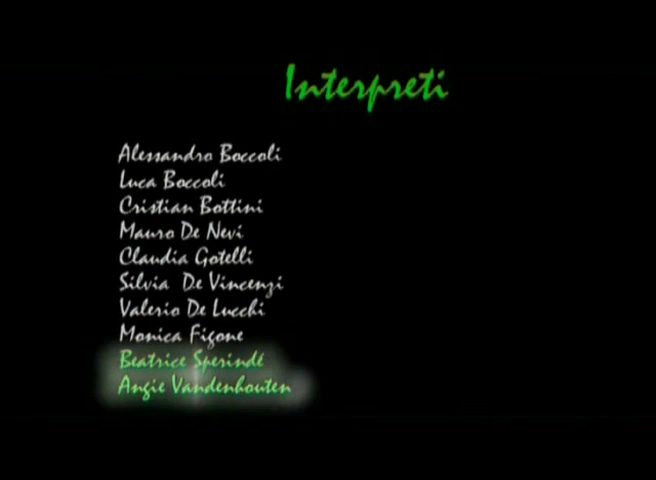 Interpreti
Alessandro Boccoli
Luca Boccoli
Cristian Bottini
Mauro De Nevi
Claudia Gotelli
Silvia De Vincenzi
Valerio De Lucchi
Monica Figone
Beatrice Sperindé
Angie Vandenhouten